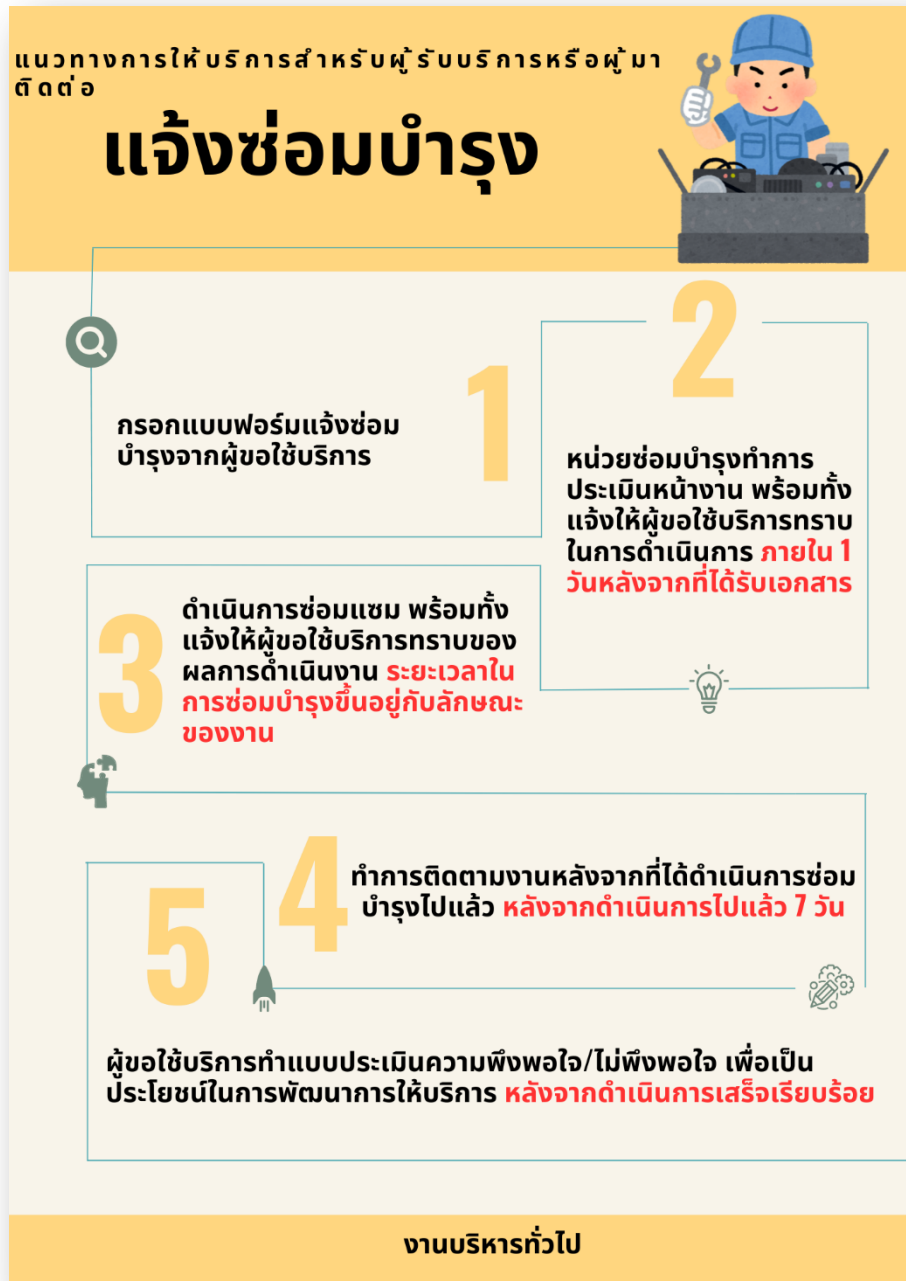 แนวทางการให้บริการสำหรับผู้รับบริการหรือผู้มา
ติดต่อ
แจ้งซ่อมบำรุง
1
กรอกแบบฟอร์มแจ้งซ่อม
บำรุงจากผู้ขอใช้บริการ
2
หน่วยซ่อมบำรุงทำการ
ประเมินหน้างาน พร้อมทั้ง
แจ้งให้ผู้ขอใช้บริการทราบ
ในการดำเนินการ ภายใน 1
วันหลังจากที่ได้รับเอกสาร
3
ดำเนินการซ่อมแซม พร้อมทั้ง
แจ้งให้ผู้ขอใช้บริการทราบของ
ผลการดำเนินงาน ระยะเวลาใน
การซ่อมบำรุงขึ้นอยู่กับลักษณะ
ของงาน
4
ทำการติดตามงานหลังจากที่ได้ดำเนินการซ่อม
บำรุงไปแล้ว หลังจากดำเนินการไปแล้ว 7 วัน
5
ผู้ขอใช้บริการทำแบบประเมินความพึงพอใจ/ไม่พึงพอใจ เพื่อเป็น
ประโยชน์ในการพัฒนาการให้บริการ หลังจากดำเนินการเสร็จเรียบร้อย
งานบริหารทั่วไป